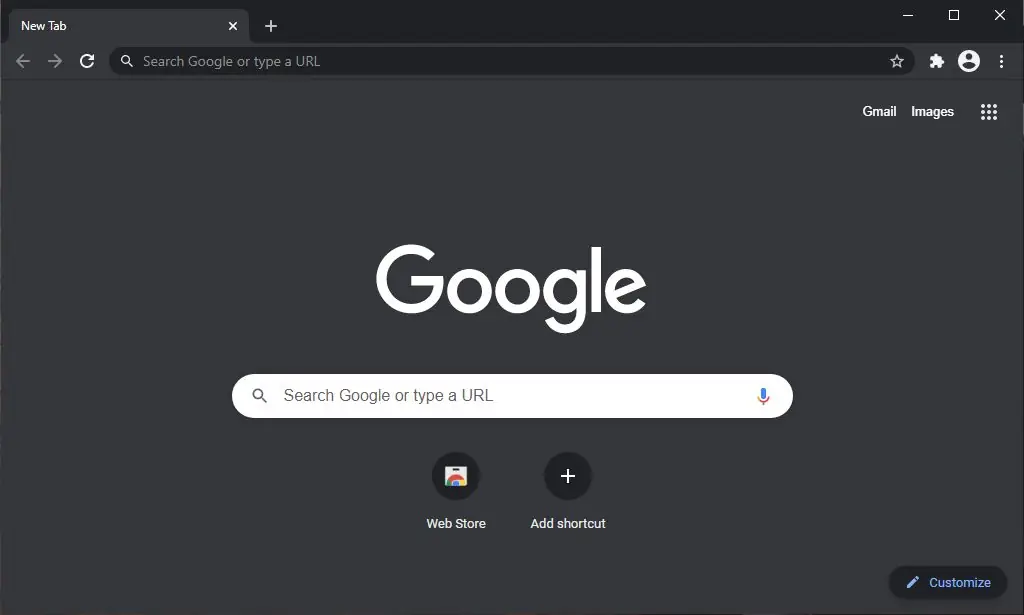 New Tab
Search Google or type a URL
Gmail Images
Google
Search Google or type a URL
Web Store Add shortcut
Customize